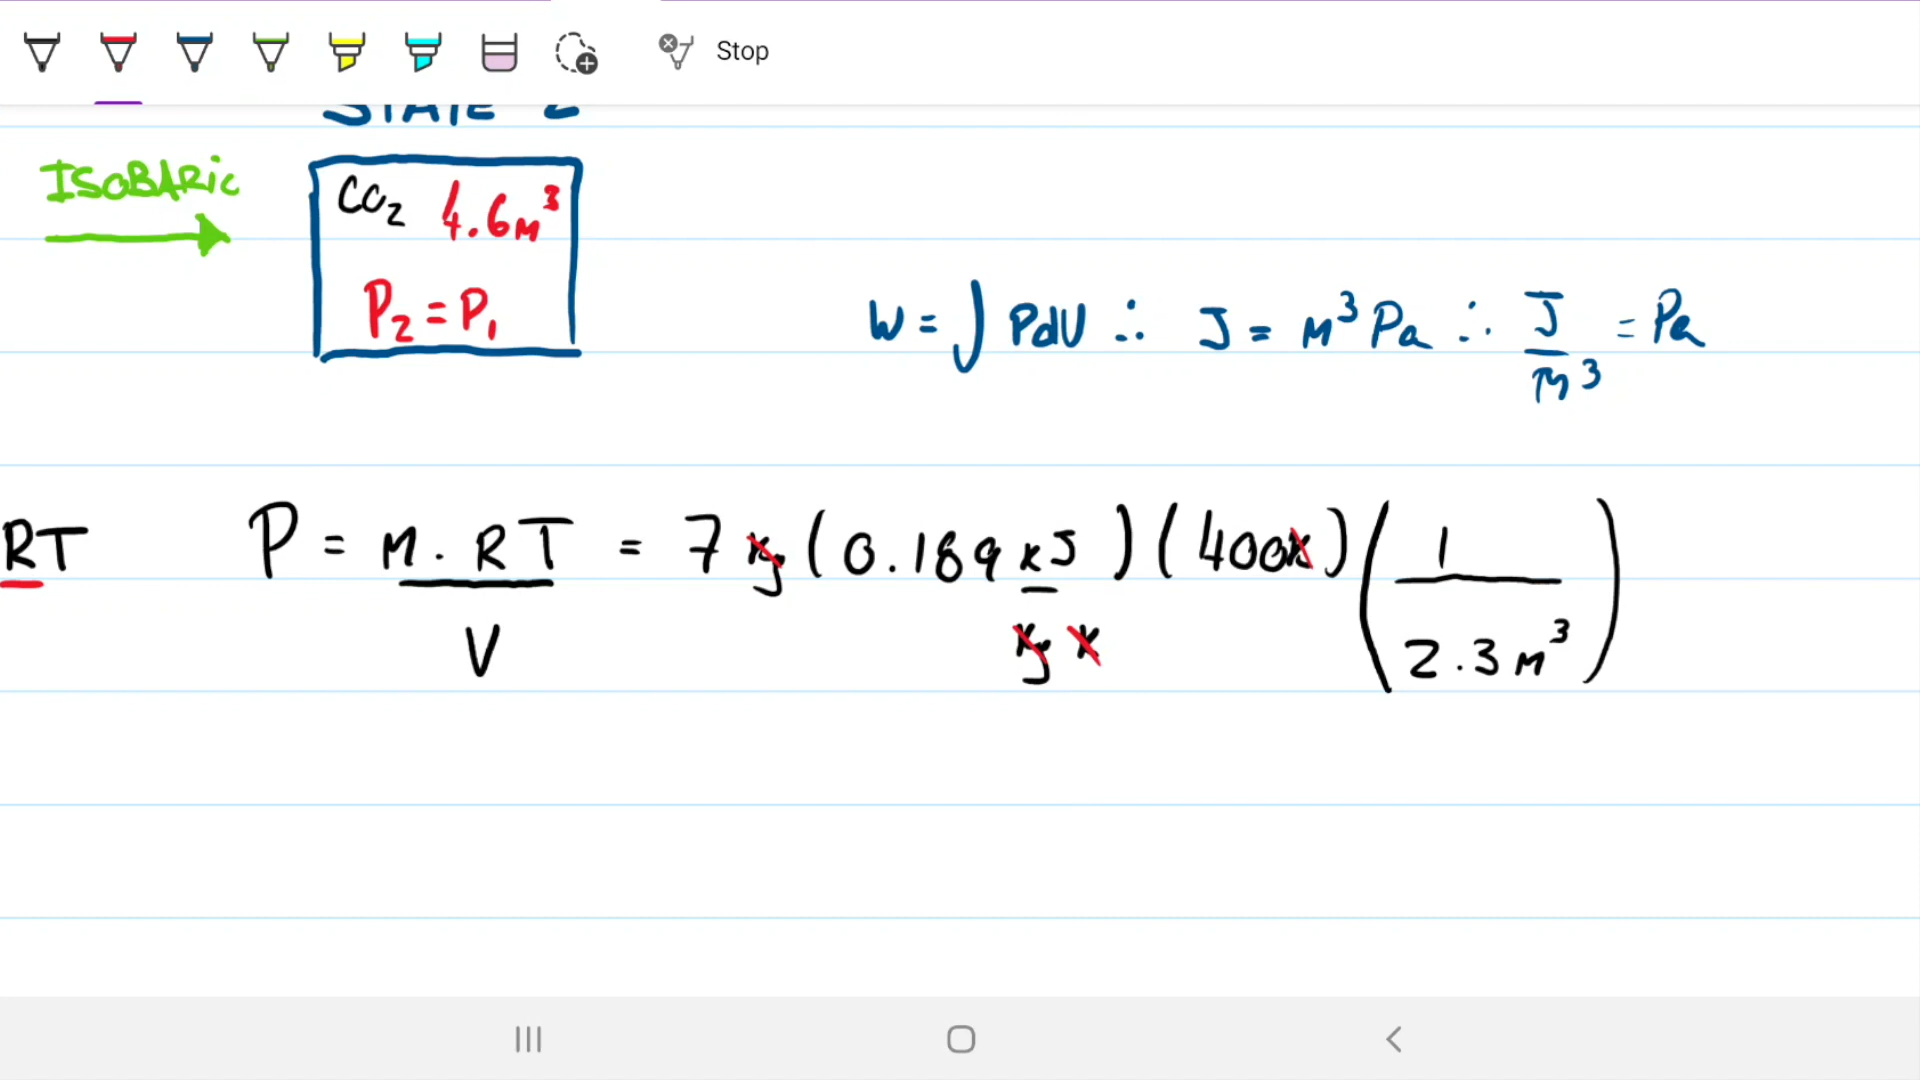 Stop
STATE 2
ISOBARIC
CO2 4.6m³
P2 = P1
W = ∫ PdV ∴ J = m³ Pa ∴ J/m³ = Pa
RT P = m · RT / V = 7 kg (0.189 kJ / kg K) (400K) (1 / 2.3 m³)